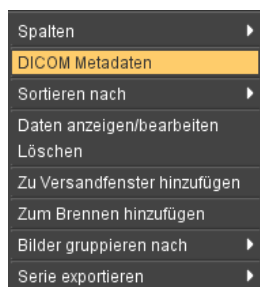 Spalten
DICOM Metadaten
Sortieren nach
Daten anzeigen/bearbeiten
Löschen
Zu Versandfenster hinzufügen
Zum Brennen hinzufügen
Bilder gruppieren nach
Serie exportieren